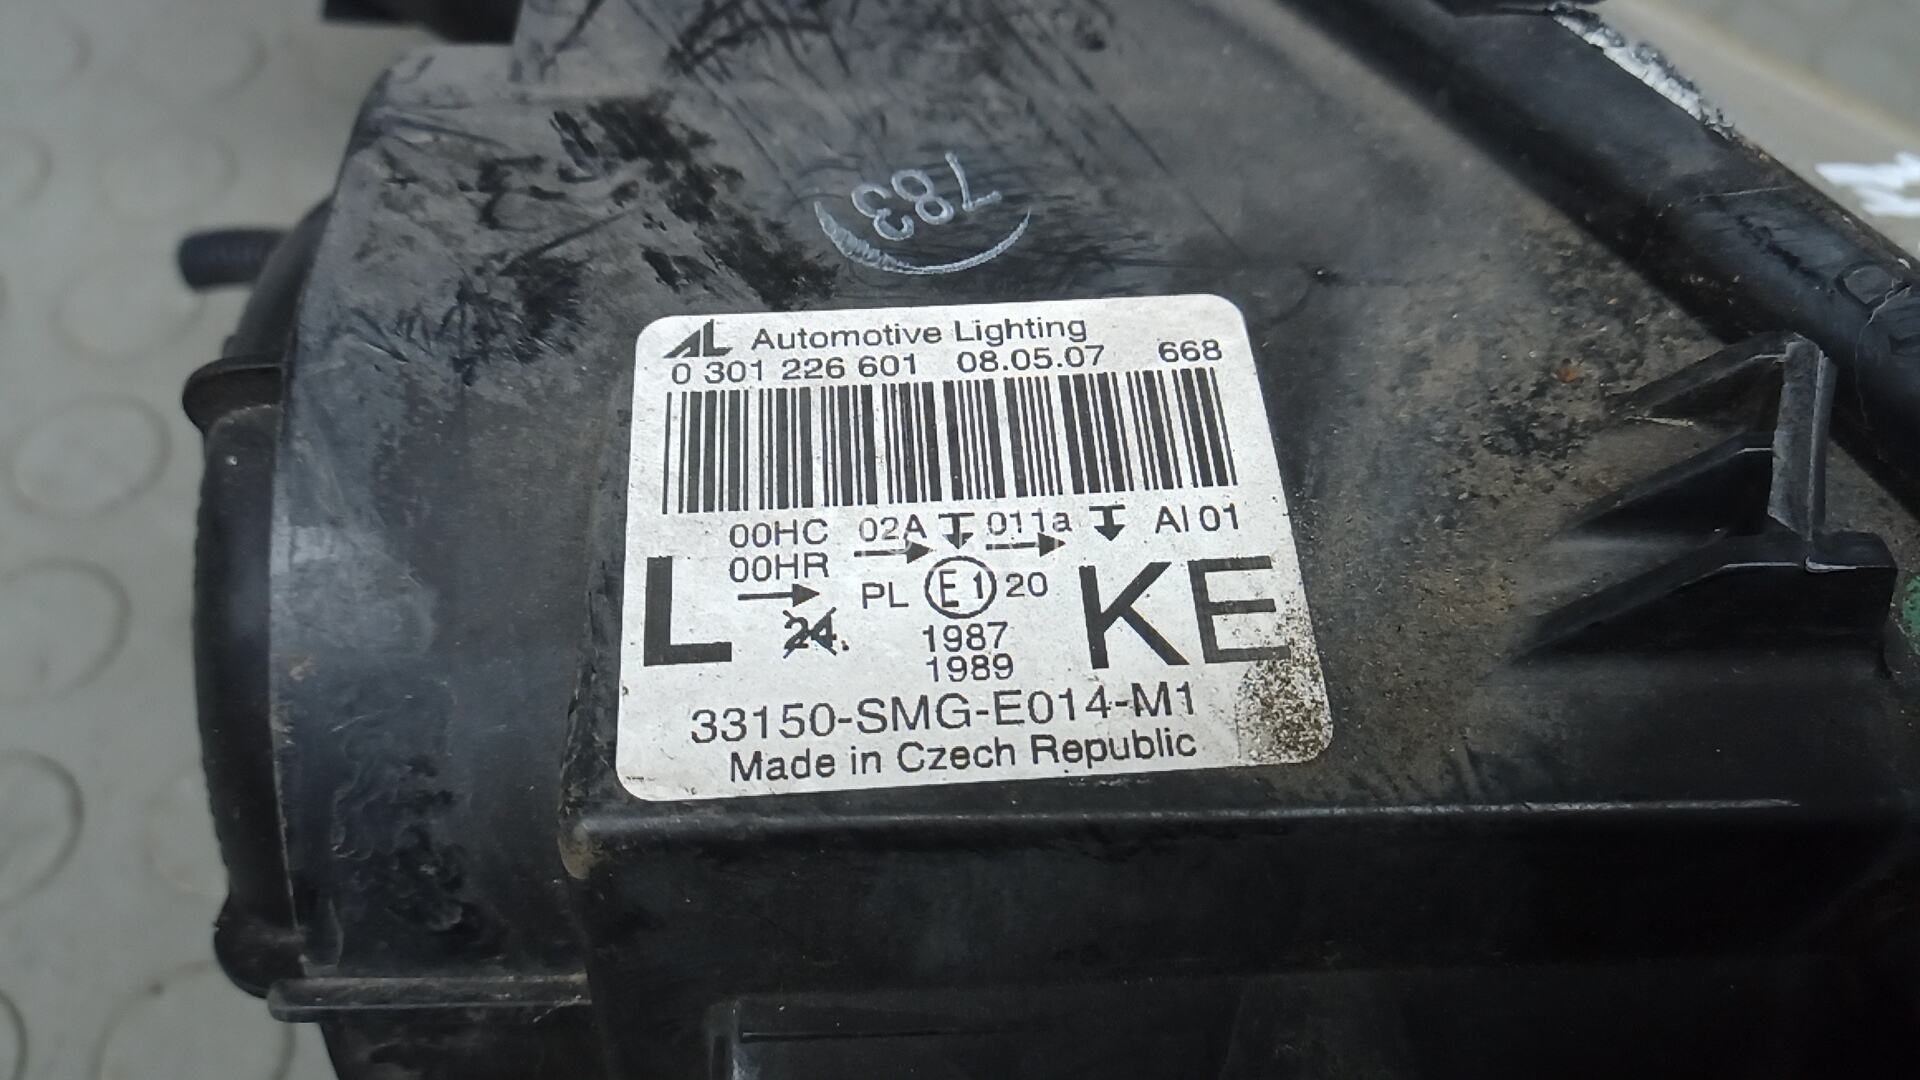 783
AL Automotive Lighting
0 301 226 601 08.05.07 668
00HC 02A 011a AI 01
00HR
L PL E1 20 KE
24.
1987
1989
33150-SMG-E014-M1
Made in Czech Republic